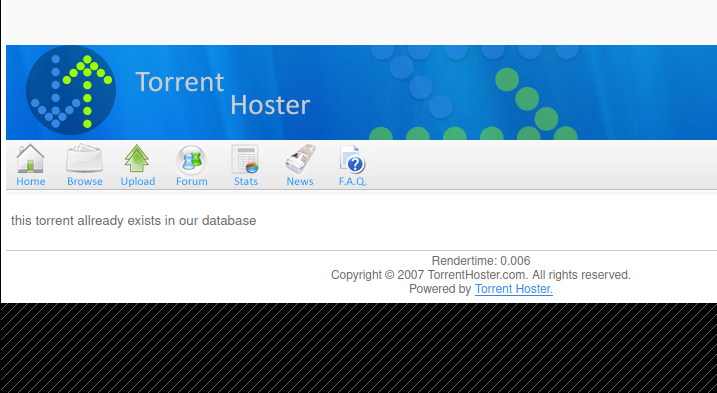 Torrent
Hoster
Home Browse Upload Forum Stats News F.A.Q.
this torrent allready exists in our database
Rendertime: 0.006
Copyright © 2007 TorrentHoster.com. All rights reserved.
Powered by Torrent Hoster.